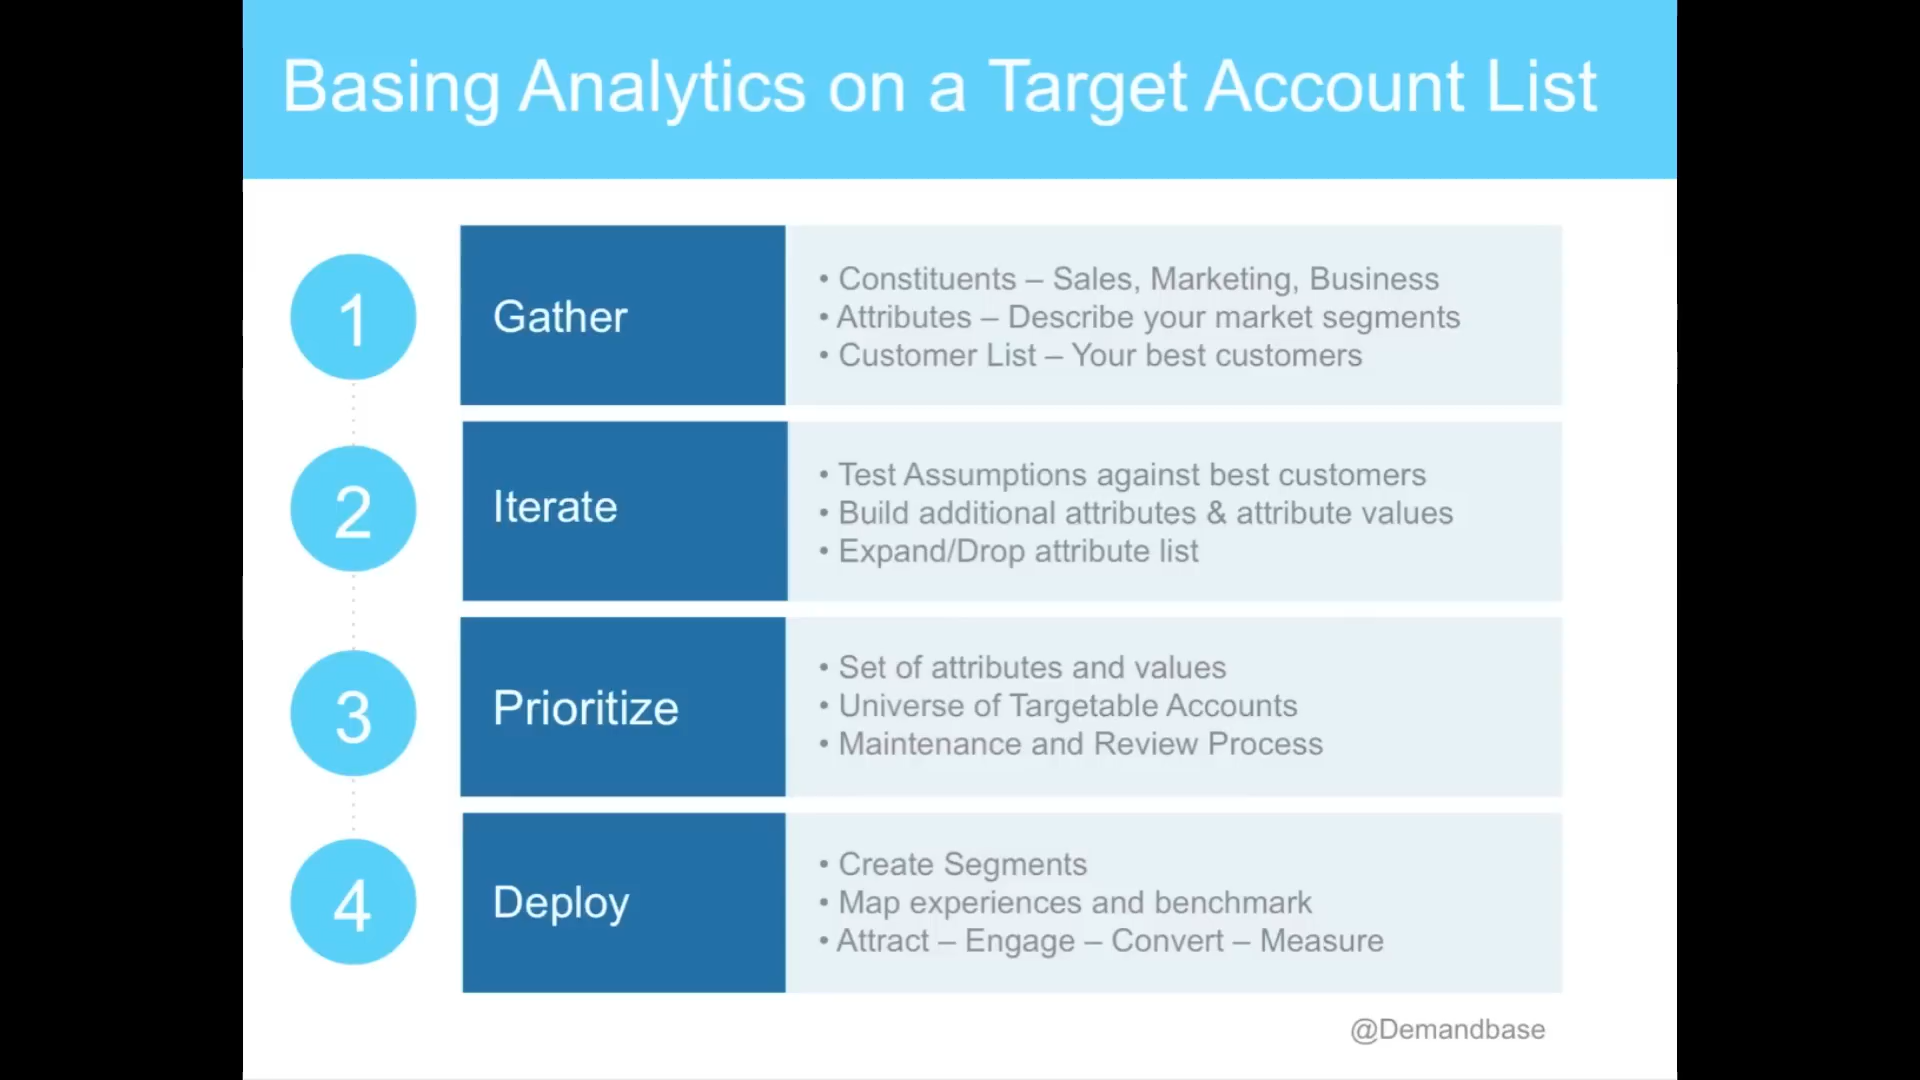 Basing Analytics on a Target Account List
1
Gather
• Constituents – Sales, Marketing, Business
• Attributes – Describe your market segments
• Customer List – Your best customers
2
Iterate
• Test Assumptions against best customers
• Build additional attributes & attribute values
• Expand/Drop attribute list
3
Prioritize
• Set of attributes and values
• Universe of Targetable Accounts
• Maintenance and Review Process
4
Deploy
• Create Segments
• Map experiences and benchmark
• Attract – Engage – Convert – Measure
@Demandbase